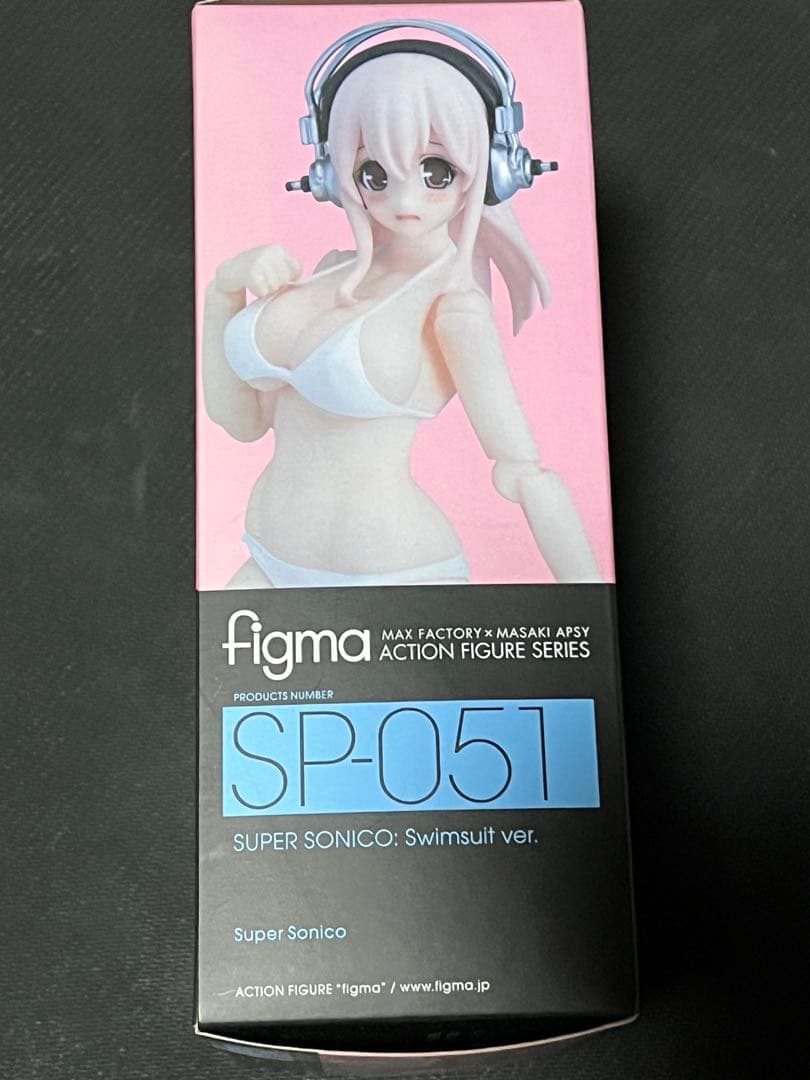 figma MAX FACTORY × MASAKI APSY
ACTION FIGURE SERIES
PRODUCTS NUMBER
SP-051
SUPER SONICO: Swimsuit ver.
Super Sonico
ACTION FIGURE "figma" / www.figma.jp